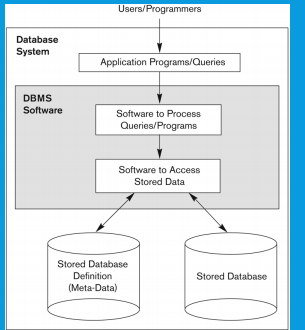 Users/Programmers
Database
System
Application Programs/Queries
DBMS
Software
Software to Process
Queries/Programs
Software to Access
Stored Data
Stored Database
Definition
(Meta-Data)
Stored Database